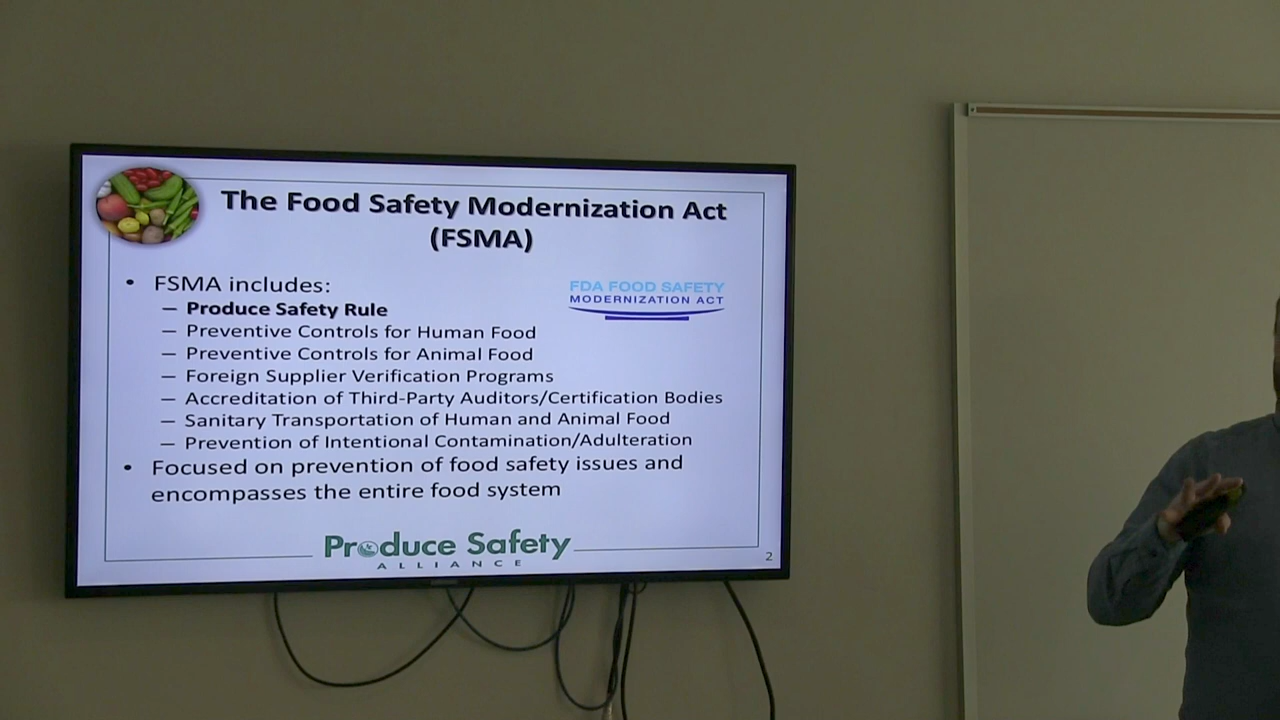 The Food Safety Modernization Act
(FSMA)
• FSMA includes:
– Produce Safety Rule
– Preventive Controls for Human Food
– Preventive Controls for Animal Food
– Foreign Supplier Verification Programs
– Accreditation of Third-Party Auditors/Certification Bodies
– Sanitary Transportation of Human and Animal Food
– Prevention of Intentional Contamination/Adulteration
• Focused on prevention of food safety issues and
encompasses the entire food system
FDA FOOD SAFETY
MODERNIZATION ACT
Produce Safety
ALLIANCE
2